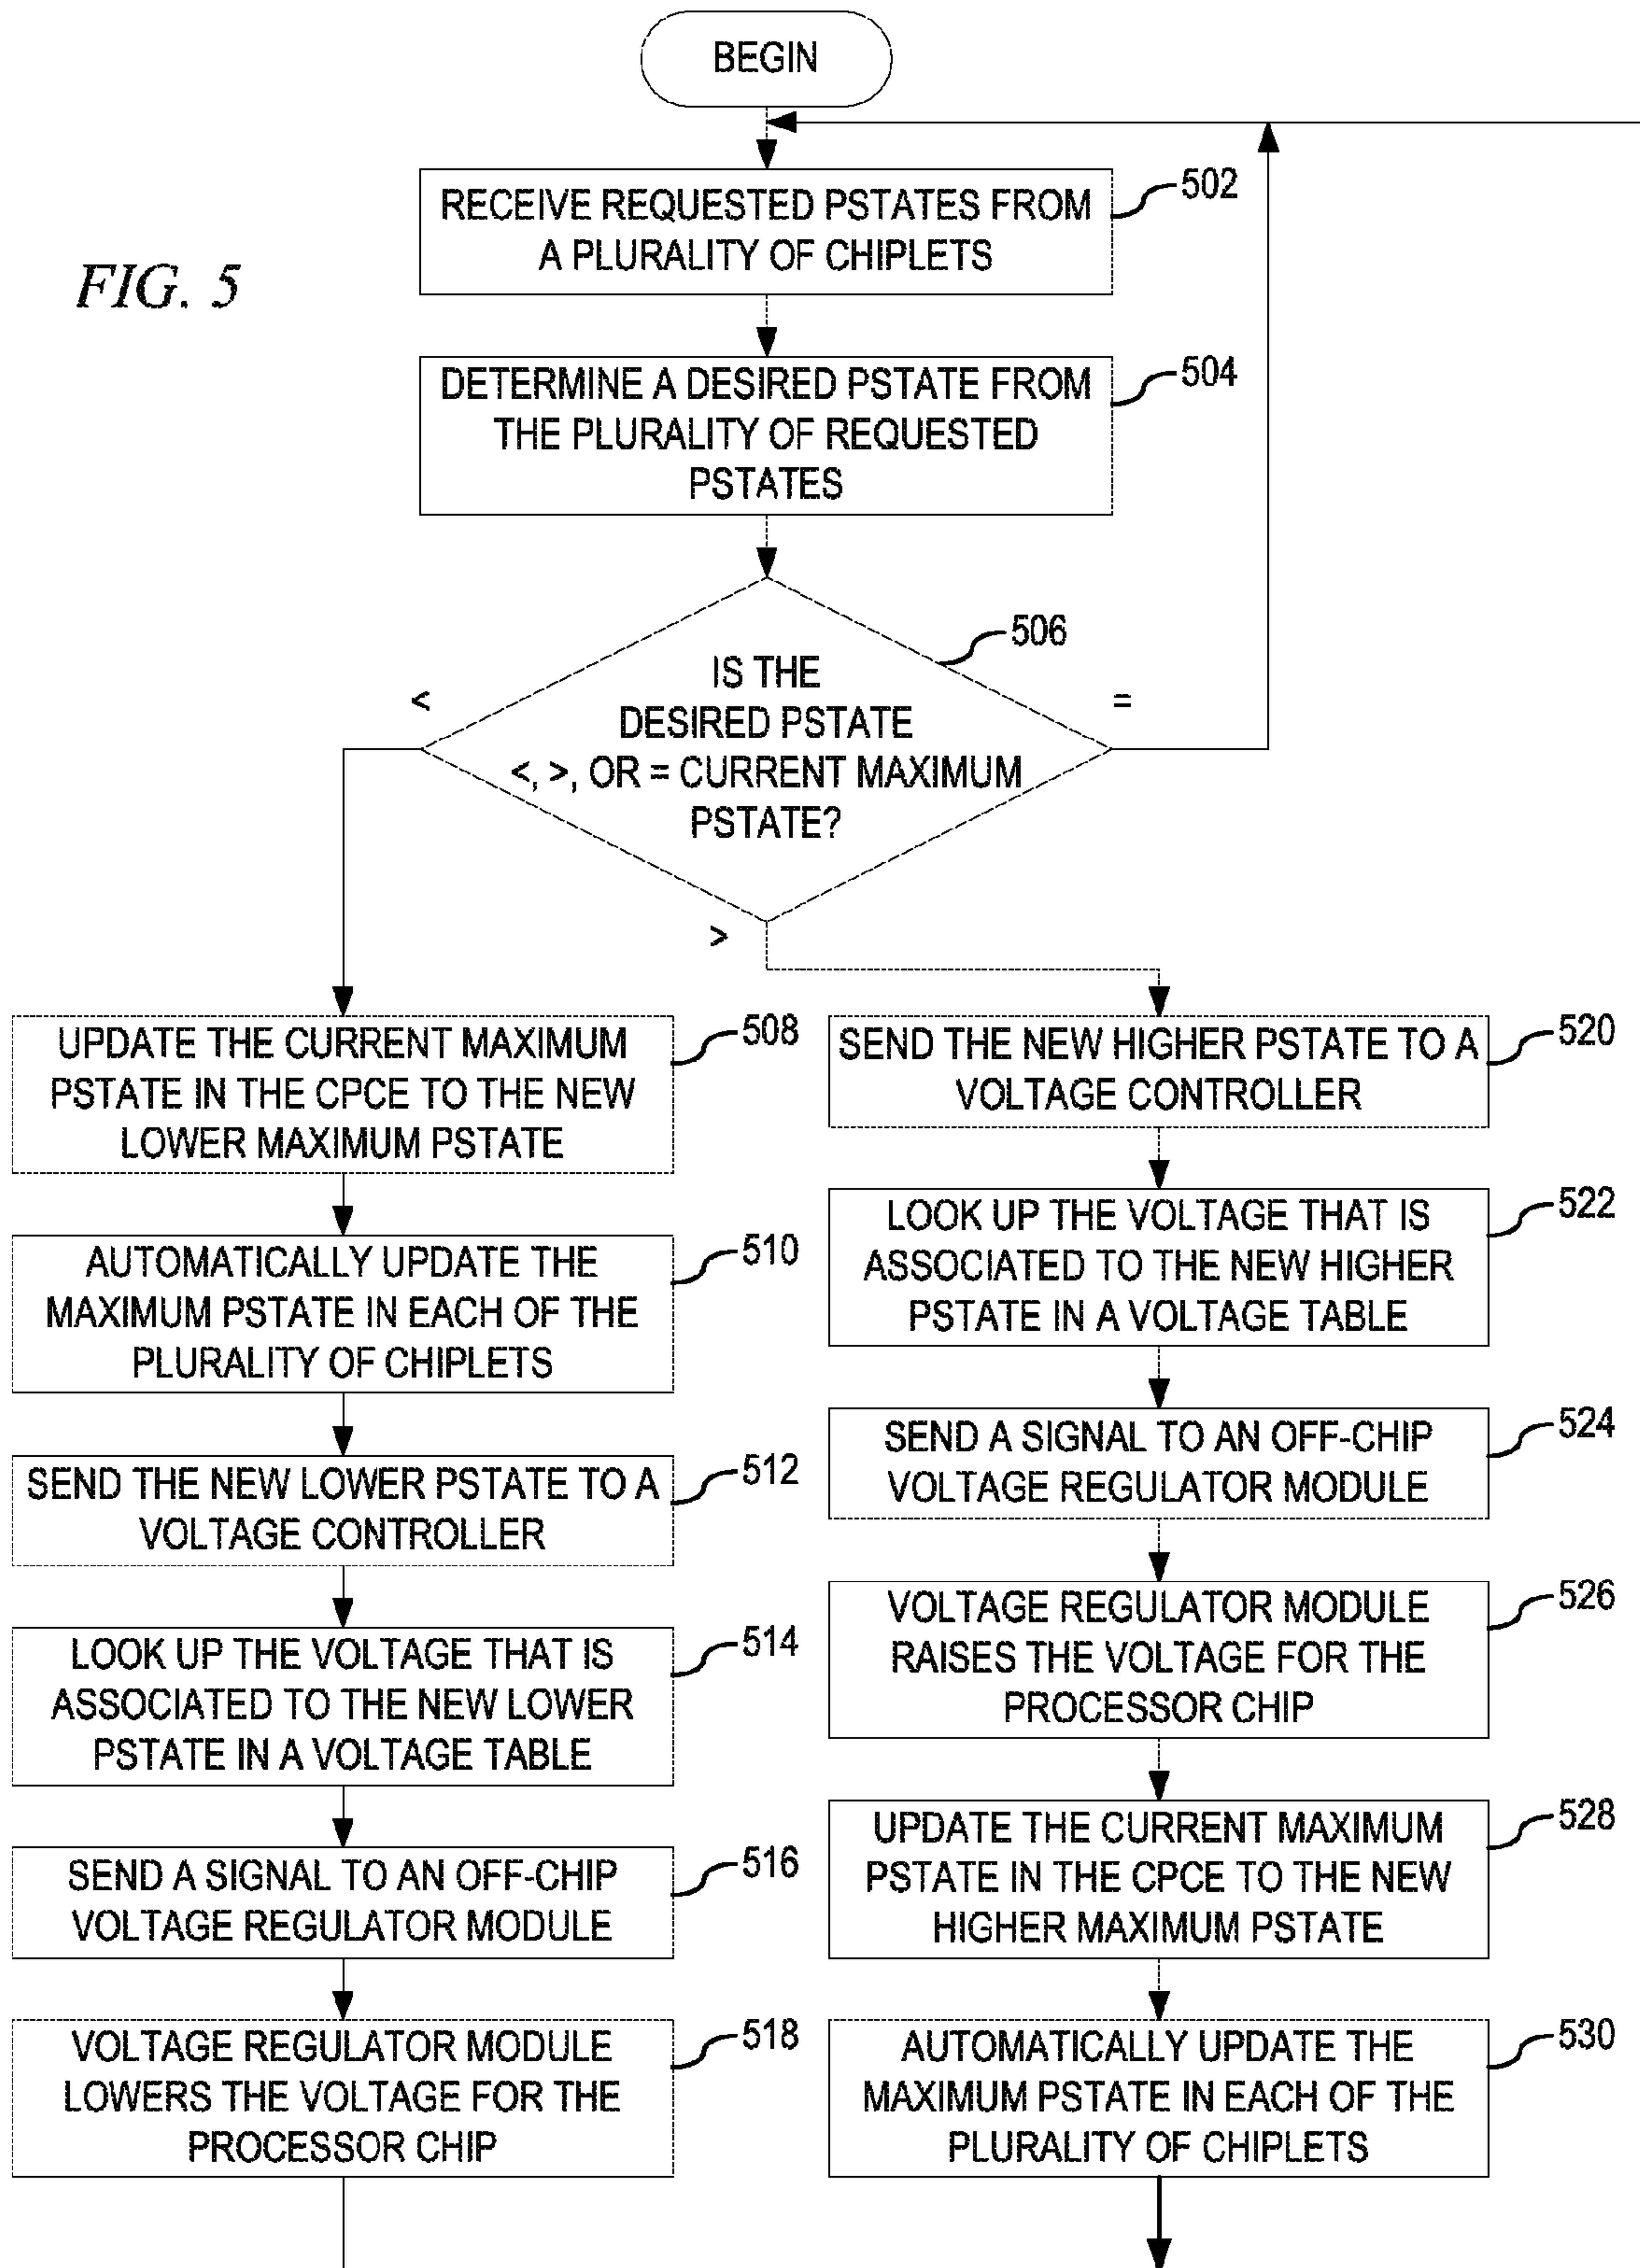 BEGIN
FIG. 5
RECEIVE REQUESTED PSTATES FROM
A PLURALITY OF CHIPLETS
502
DETERMINE A DESIRED PSTATE FROM
THE PLURALITY OF REQUESTED
PSTATES
504
IS THE
DESIRED PSTATE
<, >, OR = CURRENT MAXIMUM
PSTATE?
506
<
=
>
UPDATE THE CURRENT MAXIMUM
PSTATE IN THE CPCE TO THE NEW
LOWER MAXIMUM PSTATE
508
AUTOMATICALLY UPDATE THE
MAXIMUM PSTATE IN EACH OF THE
PLURALITY OF CHIPLETS
510
SEND THE NEW LOWER PSTATE TO A
VOLTAGE CONTROLLER
512
LOOK UP THE VOLTAGE THAT IS
ASSOCIATED TO THE NEW LOWER
PSTATE IN A VOLTAGE TABLE
514
SEND A SIGNAL TO AN OFF-CHIP
VOLTAGE REGULATOR MODULE
516
VOLTAGE REGULATOR MODULE
LOWERS THE VOLTAGE FOR THE
PROCESSOR CHIP
518
SEND THE NEW HIGHER PSTATE TO A
VOLTAGE CONTROLLER
520
LOOK UP THE VOLTAGE THAT IS
ASSOCIATED TO THE NEW HIGHER
PSTATE IN A VOLTAGE TABLE
522
SEND A SIGNAL TO AN OFF-CHIP
VOLTAGE REGULATOR MODULE
524
VOLTAGE REGULATOR MODULE
RAISES THE VOLTAGE FOR THE
PROCESSOR CHIP
526
UPDATE THE CURRENT MAXIMUM
PSTATE IN THE CPCE TO THE NEW
HIGHER MAXIMUM PSTATE
528
AUTOMATICALLY UPDATE THE
MAXIMUM PSTATE IN EACH OF THE
PLURALITY OF CHIPLETS
530